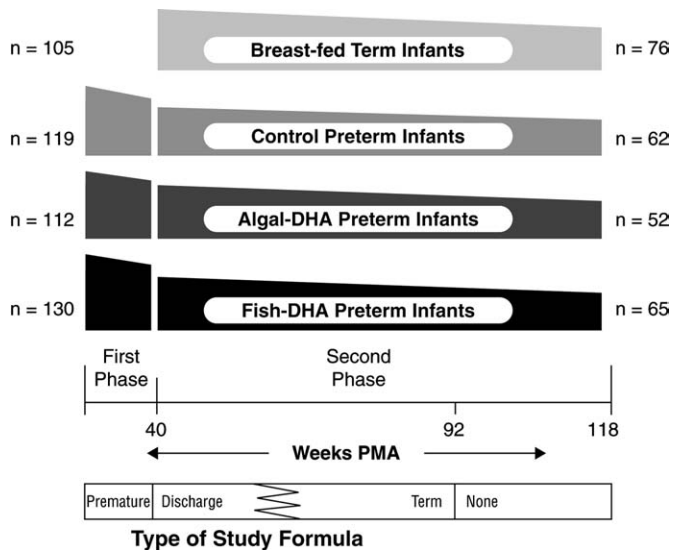 n = 105 Breast-fed Term Infants n = 76
n = 119 Control Preterm Infants n = 62
n = 112 Algal-DHA Preterm Infants n = 52
n = 130 Fish-DHA Preterm Infants n = 65
First Phase
Second Phase
40 92 118
Weeks PMA
Premature Discharge Term None
Type of Study Formula